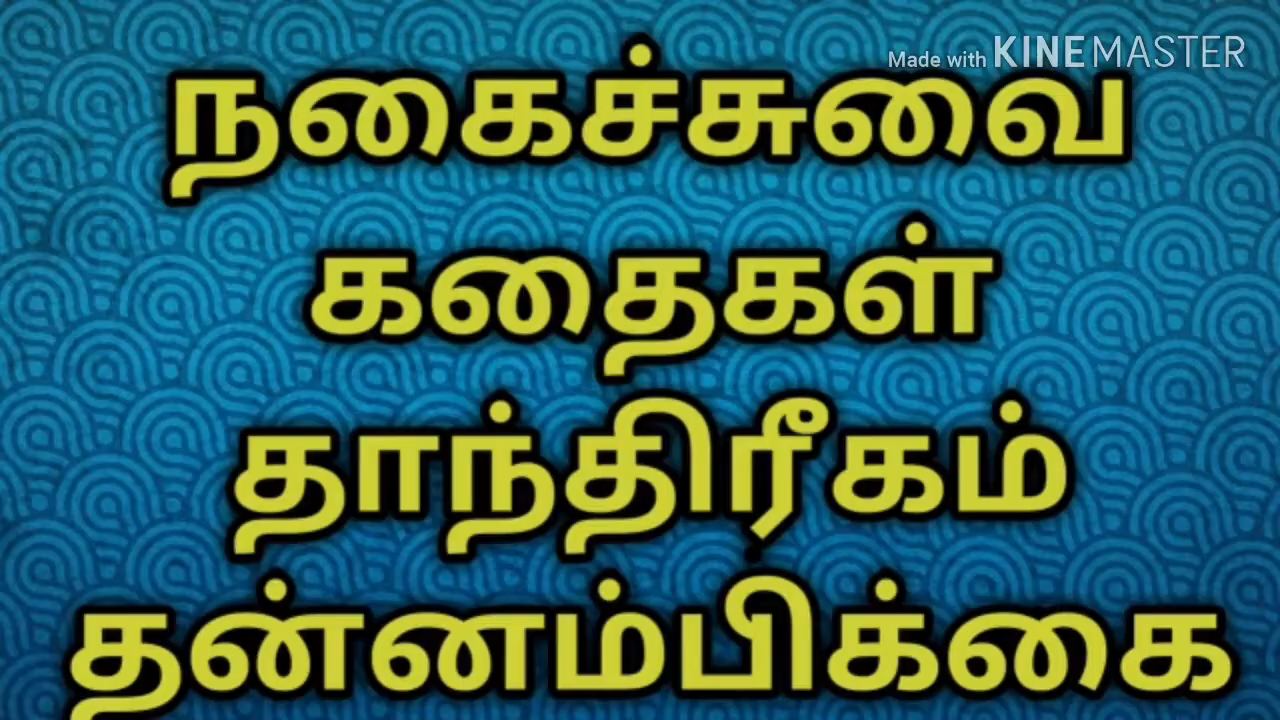 Made with KINEMASTER
நகைச்சுவை
கதைகள்
தாந்திரீகம்
தன்னம்பிக்கை